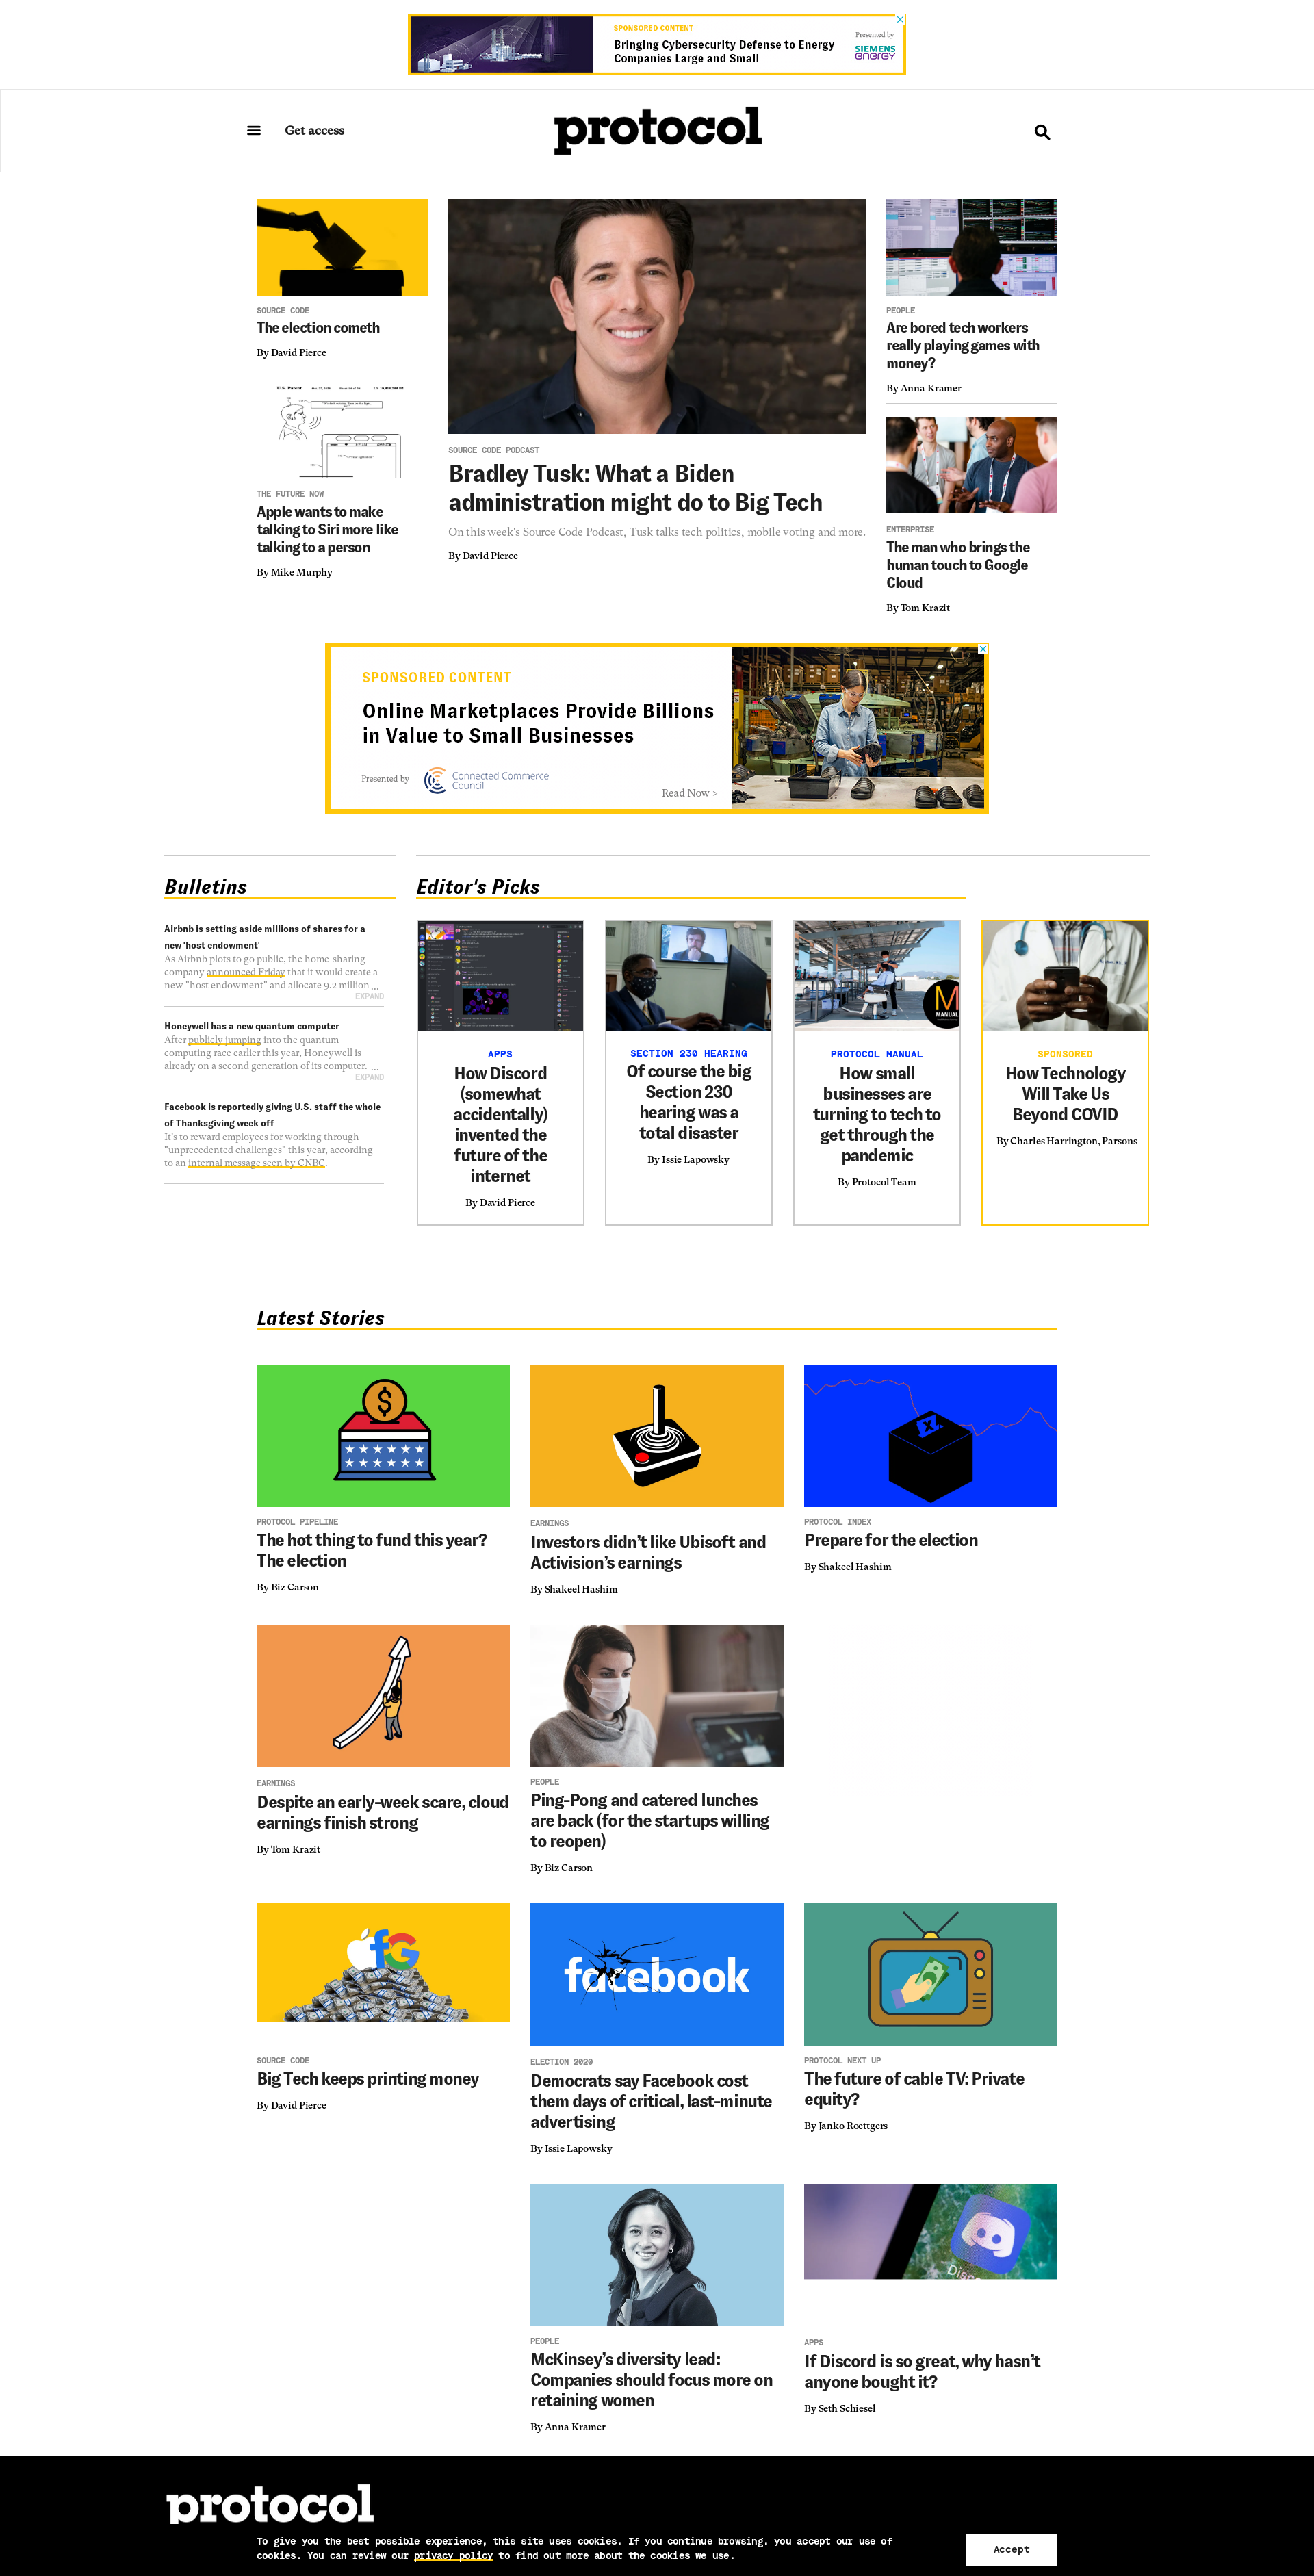 SPONSORED CONTENT
Bringing Cybersecurity Defense to Energy
Companies Large and Small
Presented by
SIEMENS
energy
Get access
protocol
SOURCE CODE
The election cometh
By David Pierce
U.S. Patent
THE FUTURE NOW
Apple wants to make
talking to Siri more like
talking to a person
By Mike Murphy
SOURCE CODE PODCAST
Bradley Tusk: What a Biden
administration might do to Big Tech
On this week's Source Code Podcast, Tusk talks tech politics, mobile voting and more.
By David Pierce
PEOPLE
Are bored tech workers
really playing games with
money?
By Anna Kramer
ENTERPRISE
The man who brings the
human touch to Google
Cloud
By Tom Krazit
SPONSORED CONTENT
Online Marketplaces Provide Billions
in Value to Small Businesses
Presented by
Connected Commerce
Council
Read Now >
Bulletins
Airbnb is setting aside millions of shares for a
new 'host endowment'
As Airbnb plots to go public, the home-sharing
company announced Friday that it would create a
new "host endowment" and allocate 9.2 million ...
EXPAND
Honeywell has a new quantum computer
After publicly jumping into the quantum
computing race earlier this year, Honeywell is
already on a second generation of its computer. ...
EXPAND
Facebook is reportedly giving U.S. staff the whole
of Thanksgiving week off
It's to reward employees for working through
"unprecedented challenges" this year, according
to an internal message seen by CNBC.
Editor's Picks
APPS
How Discord
(somewhat
accidentally)
invented the
future of the
internet
By David Pierce
SECTION 230 HEARING
Of course the big
Section 230
hearing was a
total disaster
By Issie Lapowsky
M
MANUAL
PROTOCOL MANUAL
How small
businesses are
turning to tech to
get through the
pandemic
By Protocol Team
SPONSORED
How Technology
Will Take Us
Beyond COVID
By Charles Harrington, Parsons
Latest Stories
$
PROTOCOL PIPELINE
The hot thing to fund this year?
The election
By Biz Carson
EARNINGS
Investors didn’t like Ubisoft and
Activision’s earnings
By Shakeel Hashim
X
PROTOCOL INDEX
Prepare for the election
By Shakeel Hashim
EARNINGS
Despite an early-week scare, cloud
earnings finish strong
By Tom Krazit
PEOPLE
Ping-Pong and catered lunches
are back (for the startups willing
to reopen)
By Biz Carson
f G
SOURCE CODE
Big Tech keeps printing money
By David Pierce
facebook
ELECTION 2020
Democrats say Facebook cost
them days of critical, last-minute
advertising
By Issie Lapowsky
PROTOCOL NEXT UP
The future of cable TV: Private
equity?
By Janko Roettgers
PEOPLE
McKinsey’s diversity lead:
Companies should focus more on
retaining women
By Anna Kramer
APPS
If Discord is so great, why hasn’t
anyone bought it?
By Seth Schiesel
protocol
To give you the best possible experience, this site uses cookies. If you continue browsing. you accept our use of
cookies. You can review our privacy policy to find out more about the cookies we use.
Accept